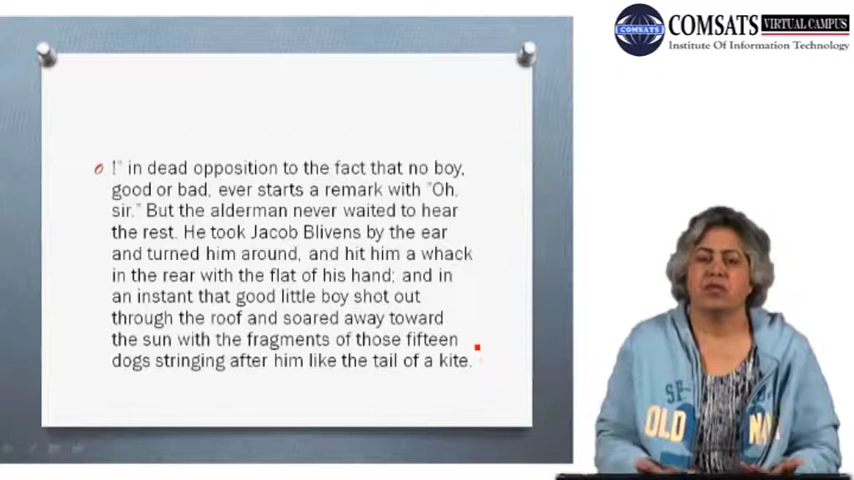 COMSATS VIRTUAL CAMPUS
COMSATS
Institute Of Information Technology
!" in dead opposition to the fact that no boy,
good or bad, ever starts a remark with "Oh,
sir." But the alderman never waited to hear
the rest. He took Jacob Blivens by the ear
and turned him around, and hit him a whack
in the rear with the flat of his hand; and in
an instant that good little boy shot out
through the roof and soared away toward
the sun with the fragments of those fifteen
dogs stringing after him like the tail of a kite.
SP-
OLD NA